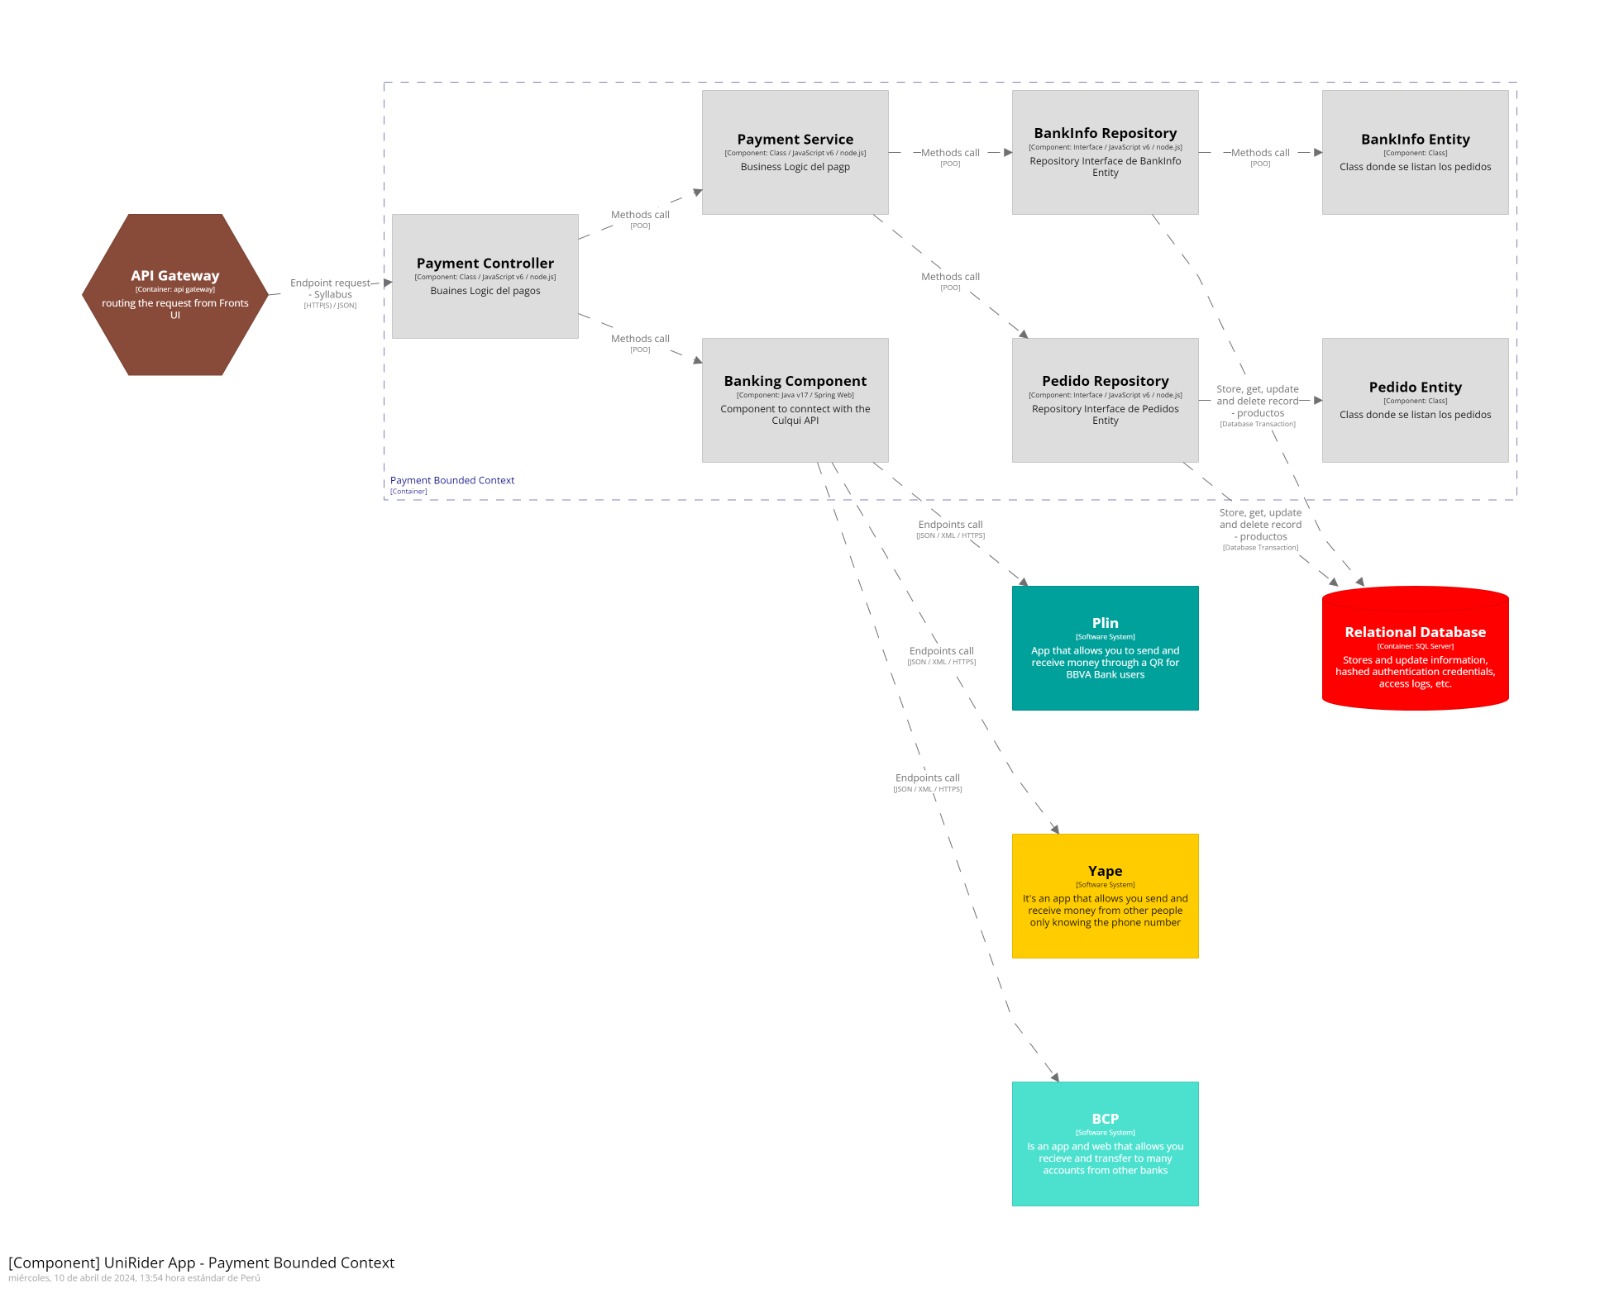 Payment Service
[Component: Class / JavaScript v6 / node.js]
Business Logic del pagp
Methods call
[POO]
BankInfo Repository
[Component: Interface / JavaScript v6 / node.js]
Repository Interface de BankInfo
Entity
Methods call
[POO]
BankInfo Entity
[Component: Class]
Class donde se listan los pedidos
API Gateway
[Container: api gateway]
routing the request from Fronts
UI
Endpoint request
- Syllabus
[HTTP(S) / JSON]
Payment Controller
[Component: Class / JavaScript v6 / node.js]
Buaines Logic del pagos
Methods call
[POO]
Methods call
[POO]
Methods call
[POO]
Banking Component
[Component: Java v17 / Spring Web]
Component to conntect with the
Culqui API
Pedido Repository
[Component: Interface / JavaScript v6 / node.js]
Repository Interface de Pedidos
Entity
Store, get, update
and delete record
- productos
[Database Transaction]
Pedido Entity
[Component: Class]
Class donde se listan los pedidos
Payment Bounded Context
[Container]
Endpoints call
[JSON / XML / HTTPS]
Store, get, update
and delete record
- productos
[Database Transaction]
Plin
[Software System]
App that allows you to send and
receive money through a QR for
BBVA Bank users
Relational Database
[Container: SQL Server]
Stores and update information,
hashed authentication credentials,
access logs, etc.
Endpoints call
[JSON / XML / HTTPS]
Endpoints call
[JSON / XML / HTTPS]
Yape
[Software System]
It's an app that allows you send and
receive money from other people
only knowing the phone number
BCP
[Software System]
Is an app and web that allows you
recieve and transfer to many
accounts from other banks
[Component] UniRider App - Payment Bounded Context
miércoles, 10 de abril de 2024, 13:54 hora estándar de Perú